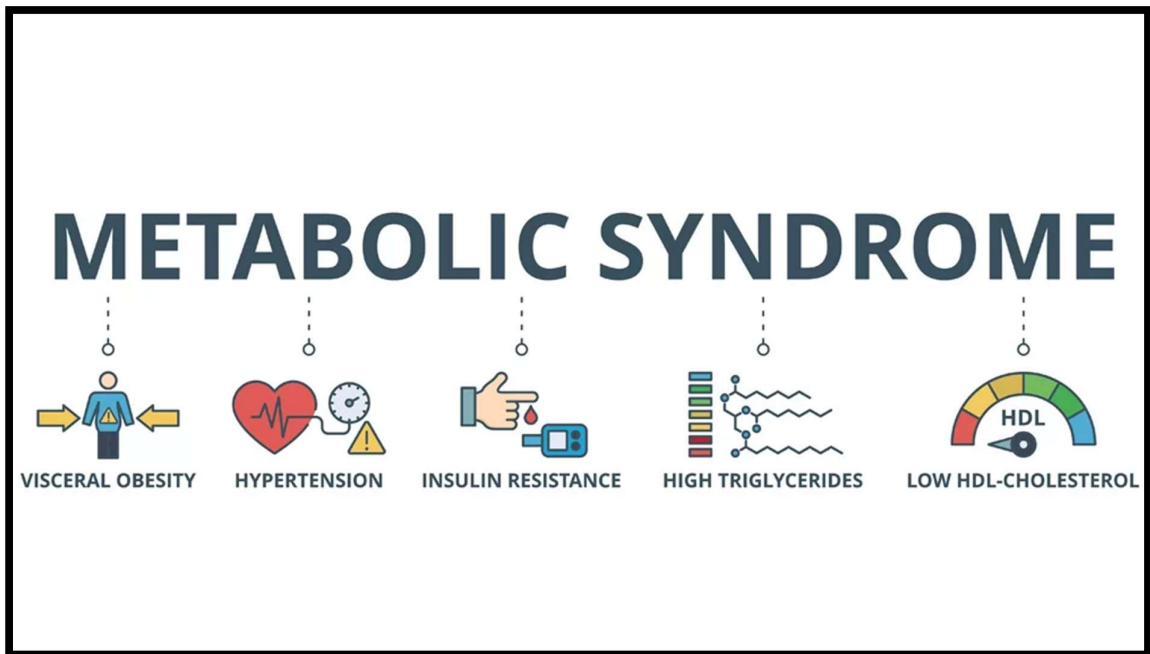 METABOLIC SYNDROME
HDL
VISCERAL OBESITY
HYPERTENSION
INSULIN RESISTANCE
HIGH TRIGLYCERIDES
LOW HDL-CHOLESTEROL